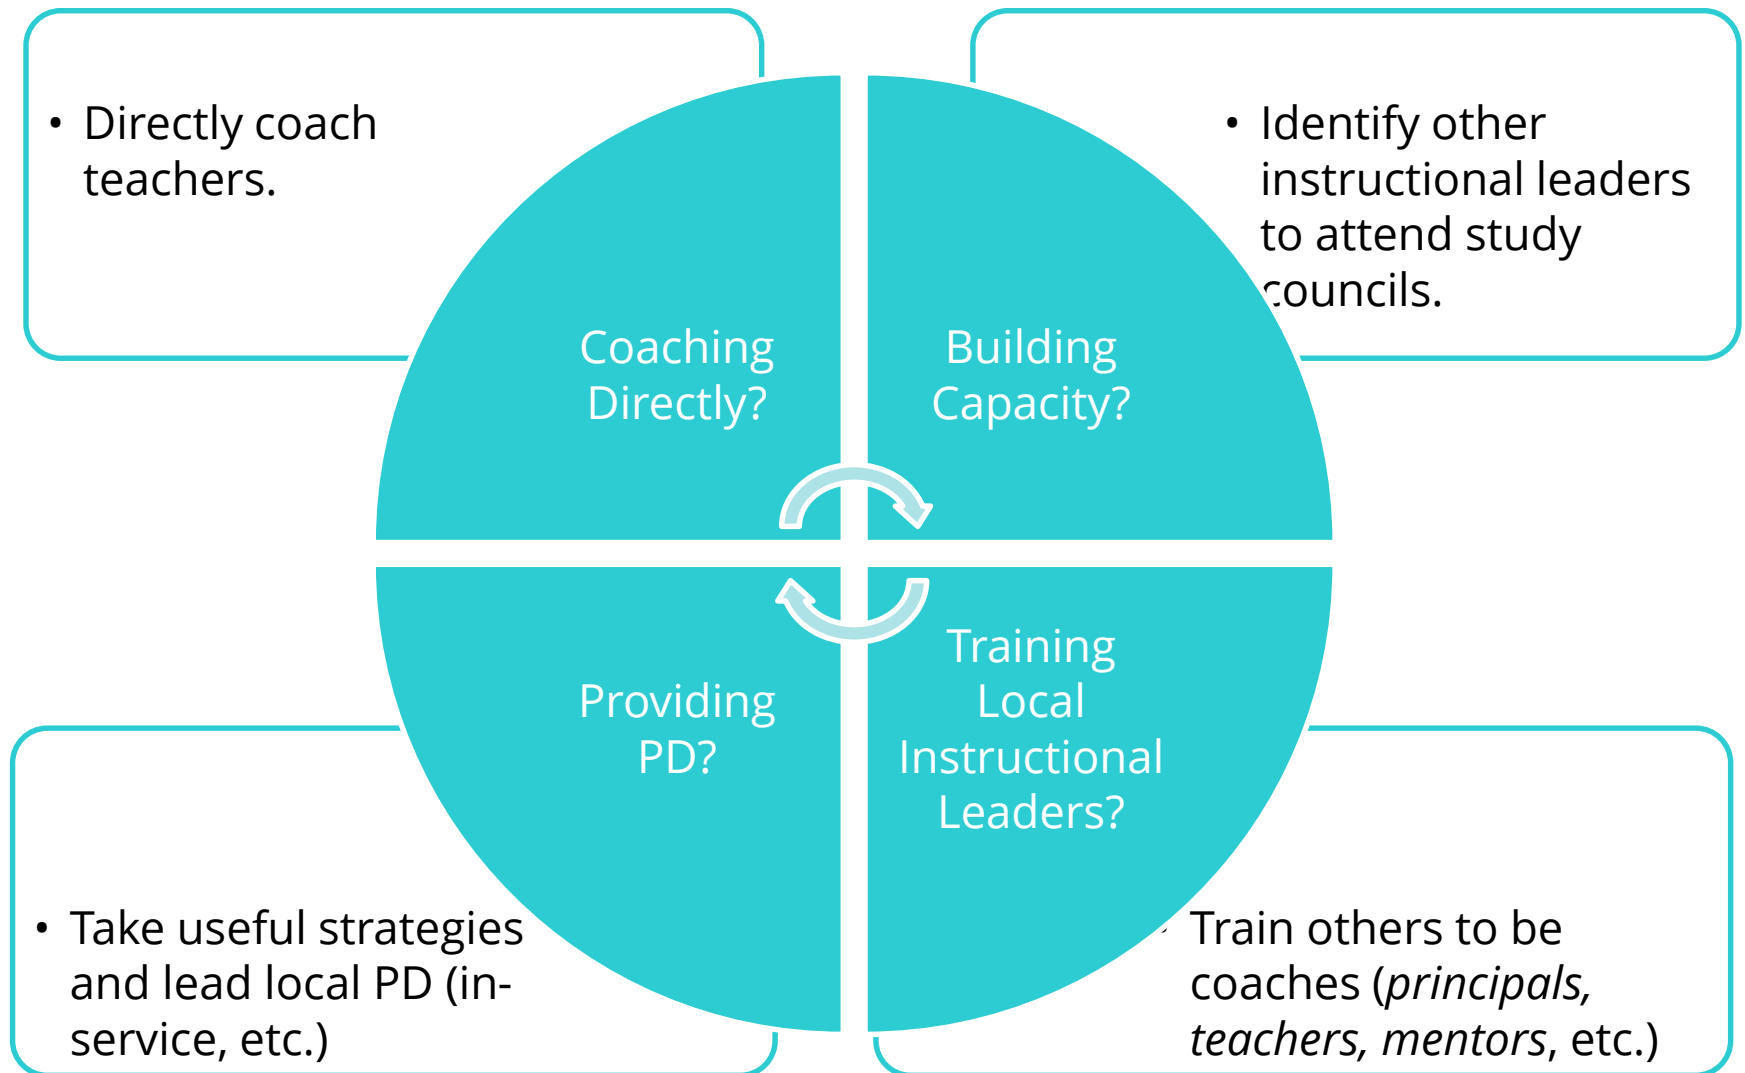 • Directly coach
teachers.
• Identify other
instructional leaders
to attend study
councils.
Coaching
Directly?
Building
Capacity?
Providing
PD?
Training
Local
Instructional
Leaders?
• Take useful strategies
and lead local PD (in-
service, etc.)
• Train others to be
coaches (principals,
teachers, mentors, etc.)